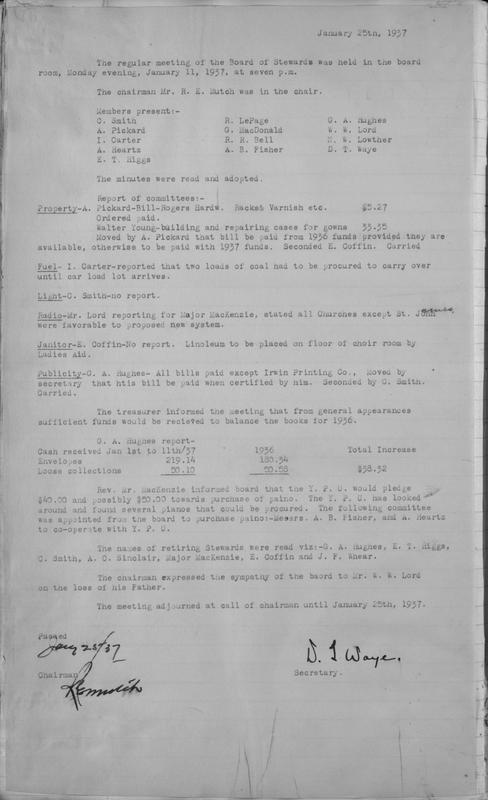 January 25th, 1937
The regular meeting of the Board of Stewards was held in the board
room, Monday evening, January 11, 1937, at seven p.m.
The chairman Mr. R. E. Mutch was in the chair.
Members present:-
C. Smith R. LePage G. A. Hughes
A. Pickard G. MacDonald W. W. Lord
I. Carter R. H. Bell M. W. Lowther
A. Heartz A. B. Fisher D. T. Waye
E. T. Higgs
The minutes were read and adopted.
Report of committees:-
Property-A. Pickard-Bill-Rogers Hardw. Racket Varnish etc. $5.27
Ordered paid.
Walter Young-building and repairing cases for gowns 33.35
Moved by A. Pickard that bill be paid from 1936 funds provided they are
available, otherwise to be paid with 1937 funds. Seconded E. Coffin. Carried
Fuel- I. Carter-reported that two loads of coal had to be procured to carry over
until car load lot arrives.
Light-C. Smith-no report.
Radio-Mr. Lord reporting for Major MacKenzie, stated all Churches except St. James
were favorable to proposed new system.
Janitor-E. Coffin-No report. Linoleum to be placed on floor of choir room by
Ladies Aid.
Publicity-G. A. Hughes- All bills paid except Irwin Printing Co., Moved by
secretary that htis bill be paid when certified by him. Seconded by C. Smith.
Carried.
The treasurer informed the meeting that from general appearances
sufficient funds would be recieved to balance the books for 1936.
G. A. Hughes report-
Cash received Jan 1st to 11th/37 1936 Total Increase
Envelopes 219.14 180.34
Loose collections 50.10 50.58 $38.32
Rev. Mr. MacKenzie informed board that the Y. P. U. would pledge
$40.00 and possibly $50.00 towards purchase of paino. The Y. P. U. has looked
around and found several pianos that could be procured. The following committee
was appointed from the board to purchase paino:-Messrs. A. B. Fisher, and A. Heartz
to co-operate with Y. P. U.
The names of retiring Stewards were read viz:-G. A. Hughes, E. T. Higgs,
C. Smith, A. C. Sinclair, Major MacKenzie, E. Coffin and J. F. Whear.
The chairman expressed the sympathy of the baord to Mr. W. W. Lord
on the loss of his Father.
The meeting adjourned at call of chairman until January 25th, 1937.
Passed
Jany 25/37
D. T Waye.
Chairman Secretary.
R E Mutch